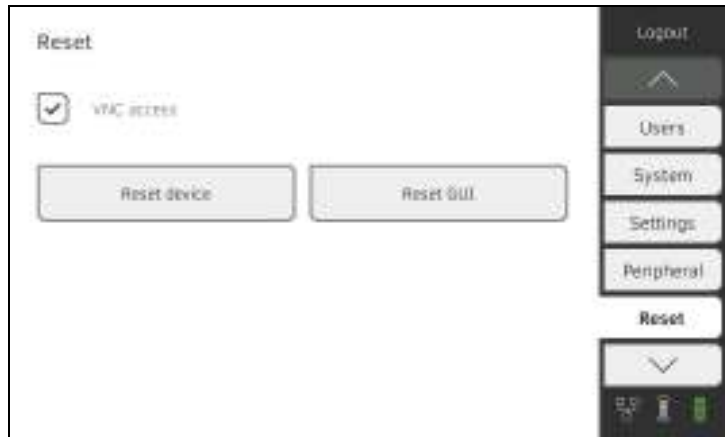 Reset
VNC access
Reset device
Reset GUI
Logout
Users
System
Settings
Peripheral
Reset